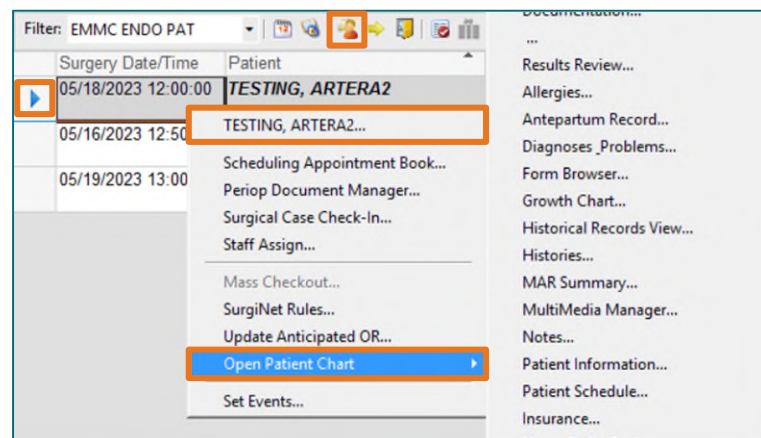 Filter: EMMC ENDO PAT
Surgery Date/Time Patient
05/18/2023 12:00:00 TESTING, ARTERA2
05/16/2023 12:50
05/19/2023 13:00
TESTING, ARTERA2...
Scheduling Appointment Book...
Periop Document Manager...
Surgical Case Check-In...
Staff Assign...
Mass Checkout...
SurgiNet Rules...
Update Anticipated OR...
Open Patient Chart
Set Events...
Documentation...
...
Results Review...
Allergies...
Antepartum Record...
Diagnoses _Problems...
Form Browser...
Growth Chart...
Historical Records View...
Histories...
MAR Summary...
MultiMedia Manager...
Notes...
Patient Information...
Patient Schedule...
Insurance...